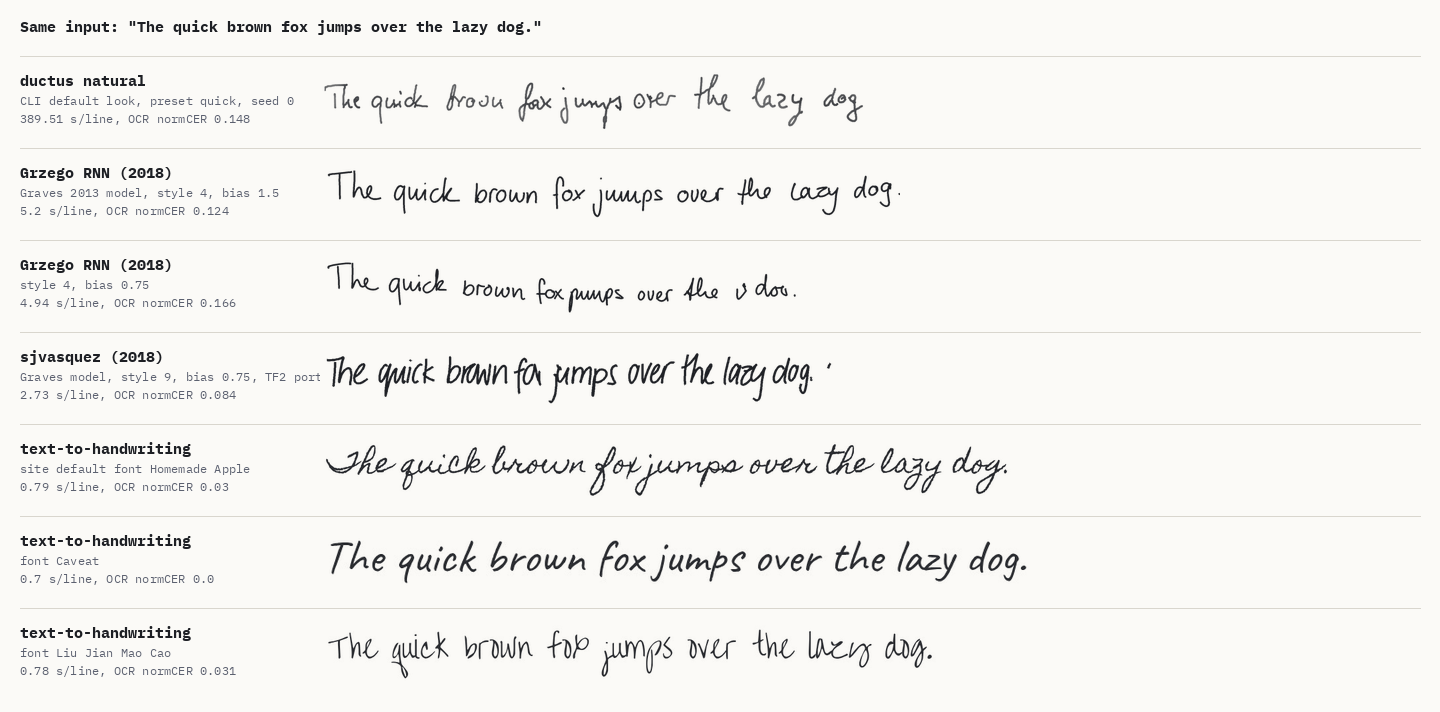 Same input: "The quick brown fox jumps over the lazy dog."
ductus natural
CLI default look, preset quick, seed 0
389.51 s/line, OCR normCER 0.148
The quick brown fox jumps over the lazy dog
Grzego RNN (2018)
Graves 2013 model, style 4, bias 1.5
5.2 s/line, OCR normCER 0.124
The quick brown fox jumps over the lazy dog.
Grzego RNN (2018)
style 4, bias 0.75
4.94 s/line, OCR normCER 0.166
The quick brown fox pumps over the v doo.
sjvasquez (2018)
Graves model, style 9, bias 0.75, TF2 port
2.73 s/line, OCR normCER 0.084
The quick brown fox jumps over the lazy dog.
text-to-handwriting
site default font Homemade Apple
0.79 s/line, OCR normCER 0.03
The quick brown fox jumps over the lazy dog.
text-to-handwriting
font Caveat
0.7 s/line, OCR normCER 0.0
The quick brown fox jumps over the lazy dog.
text-to-handwriting
font Liu Jian Mao Cao
0.78 s/line, OCR normCER 0.031
The quick brown fox jumps over the lazy dog.